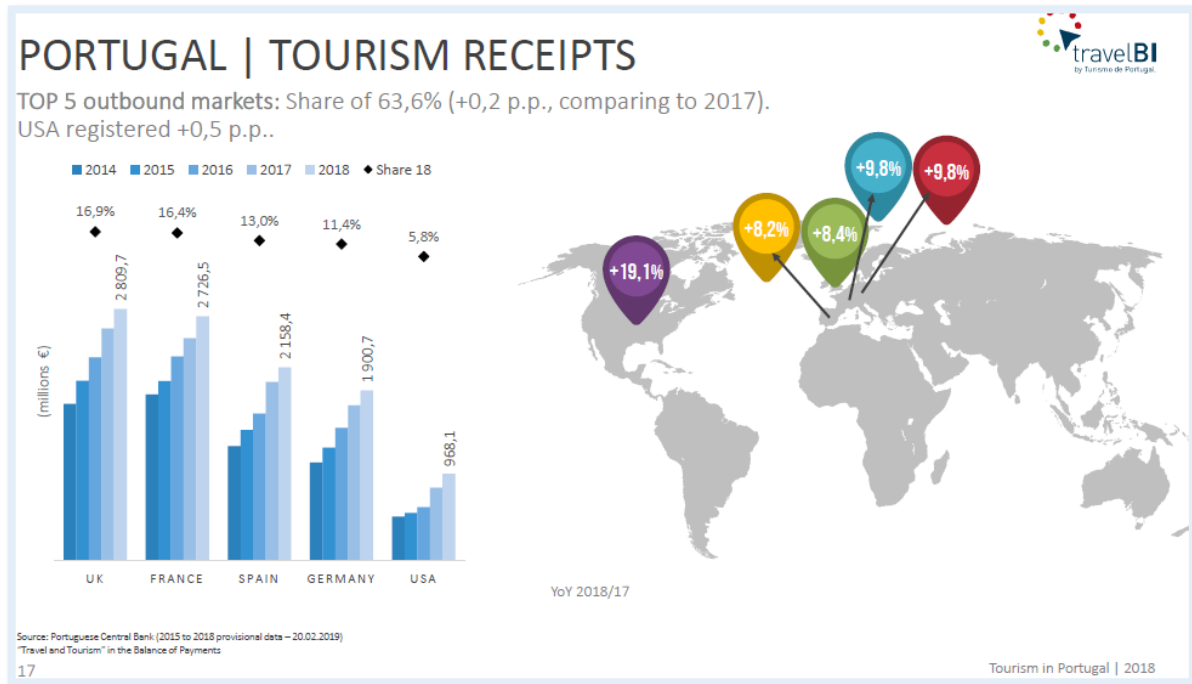 PORTUGAL | TOURISM RECEIPTS
travelBI
by Turismo de Portugal.
TOP 5 outbound markets: Share of 63,6% (+0,2 p.p., comparing to 2017).
USA registered +0,5 p.p..
2014 2015 2016 2017 2018 Share 18
16,9% 16,4% 13,0% 11,4% 5,8%
2 809,7 2 726,5 2 158,4 1 900,7 968,1
(millions €)
UK FRANCE SPAIN GERMANY USA
+19,1% +8,2% +8,4% +9,8% +9,8%
YoY 2018/17
Source: Portuguese Central Bank (2015 to 2018 provisional data – 20.02.2019)
"Travel and Tourism" in the Balance of Payments
17
Tourism in Portugal | 2018